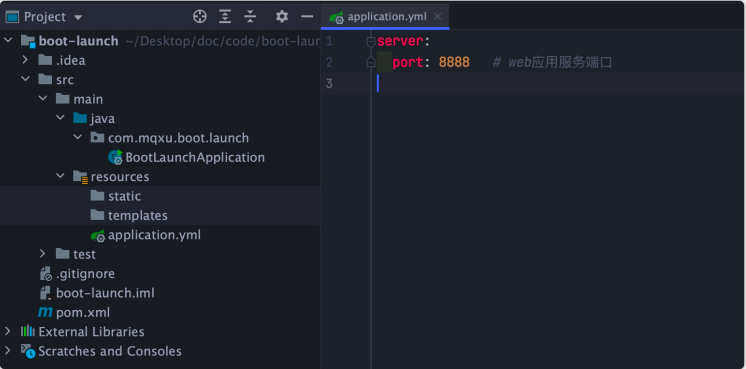 Project
application.yml
boot-launch ~/Desktop/doc/code/boot-laun
.idea
src
main
java
com.mqxu.boot.launch
BootLaunchApplication
resources
static
templates
application.yml
test
.gitignore
boot-launch.iml
pom.xml
External Libraries
Scratches and Consoles
1 server:
2 port: 8888 # web应用服务端口
3